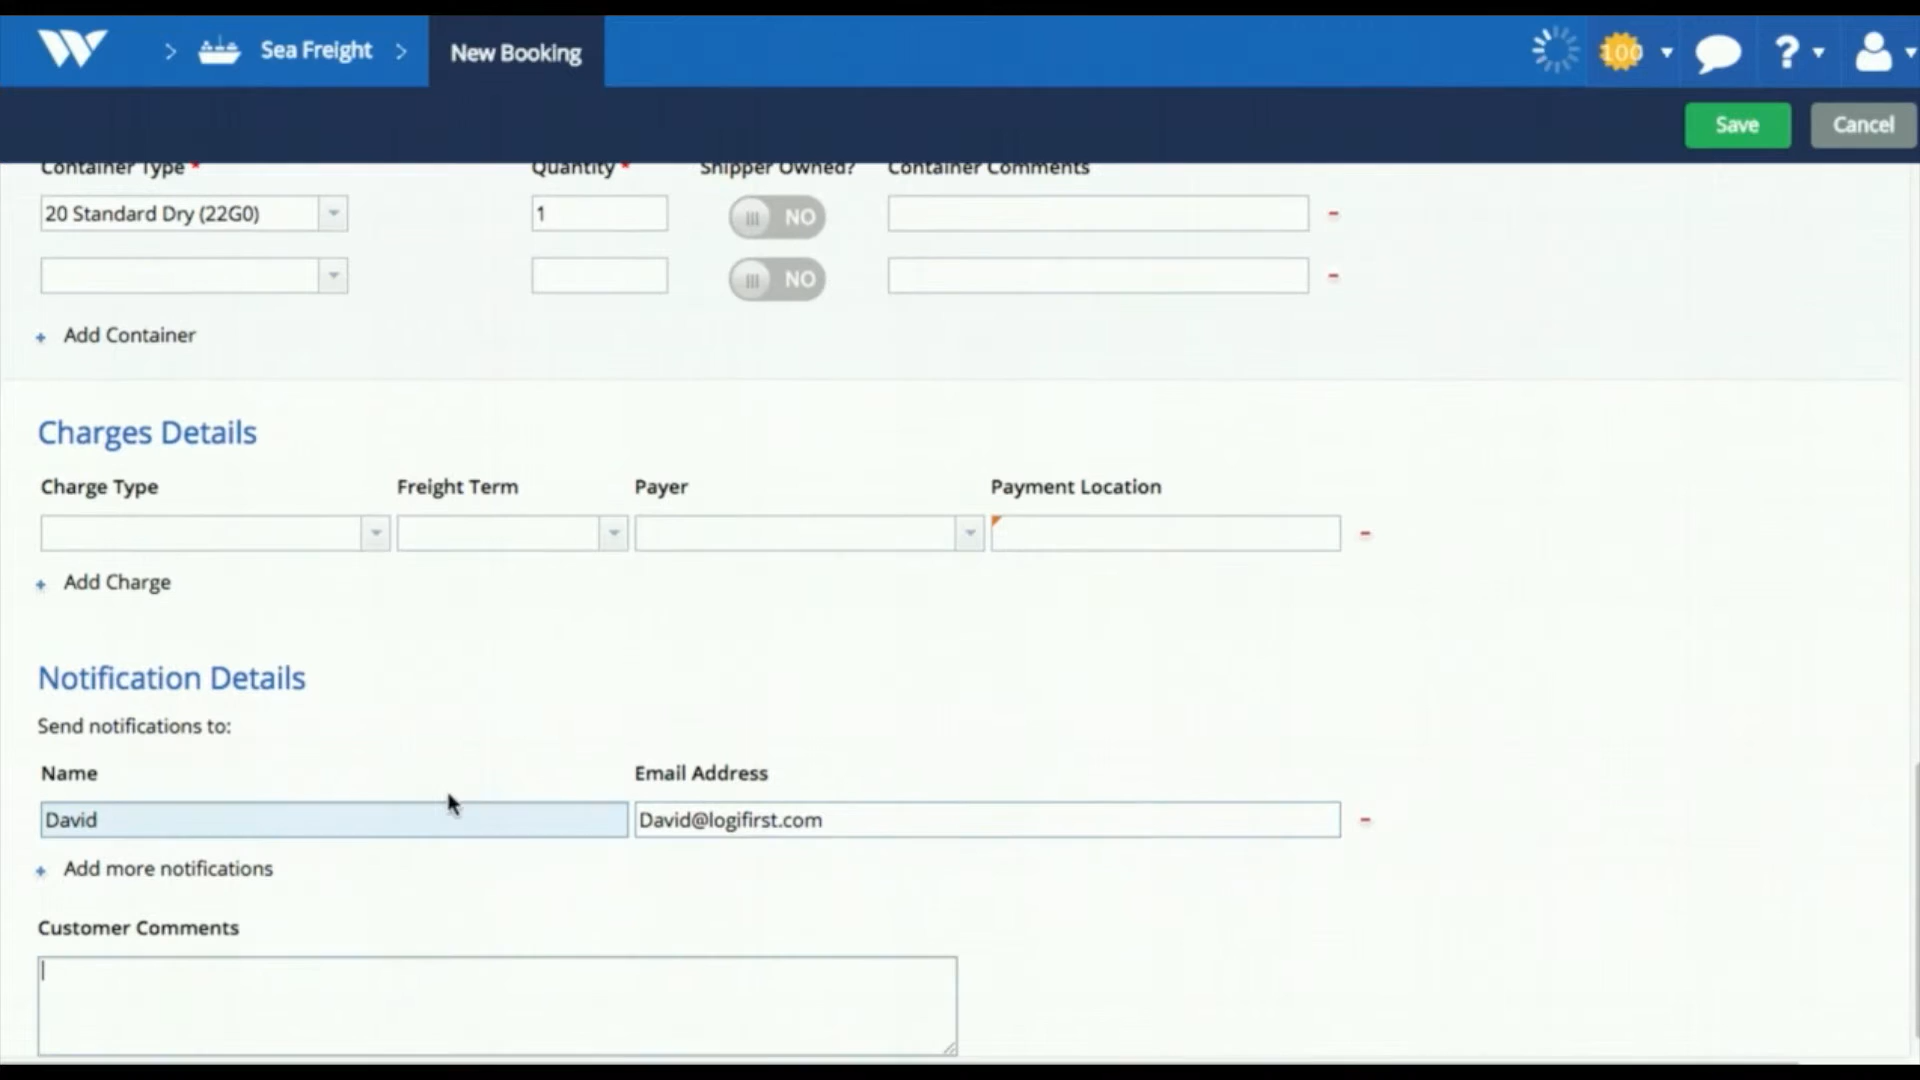 > Sea Freight > New Booking
100 ?
Save Cancel
Container Type * Quantity * Shipper Owned? Container Comments
20 Standard Dry (22G0) 1 NO -
NO -
+ Add Container
Charges Details
Charge Type Freight Term Payer Payment Location
-
+ Add Charge
Notification Details
Send notifications to:
Name Email Address
David David@logifirst.com -
+ Add more notifications
Customer Comments